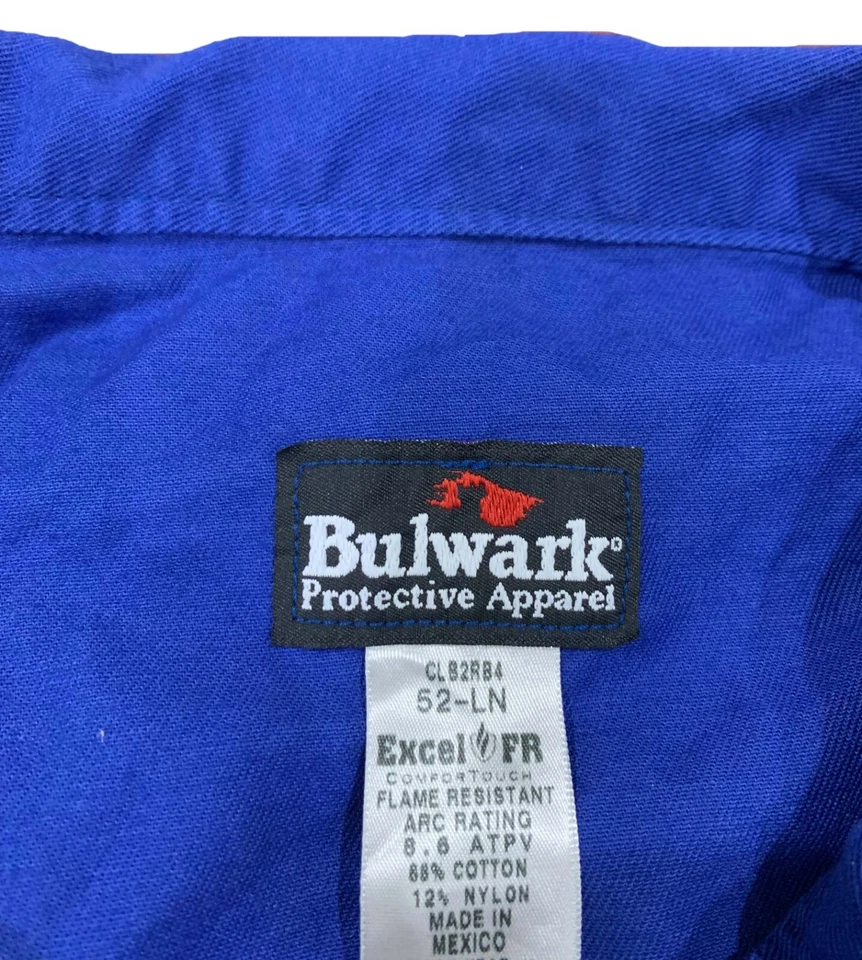 Bulwark®
Protective Apparel
CLB2RB4
52-LN
Excel FR
COMFORTOUCH
FLAME RESISTANT
ARC RATING
8.6 ATPV
88% COTTON
12% NYLON
MADE IN
MEXICO